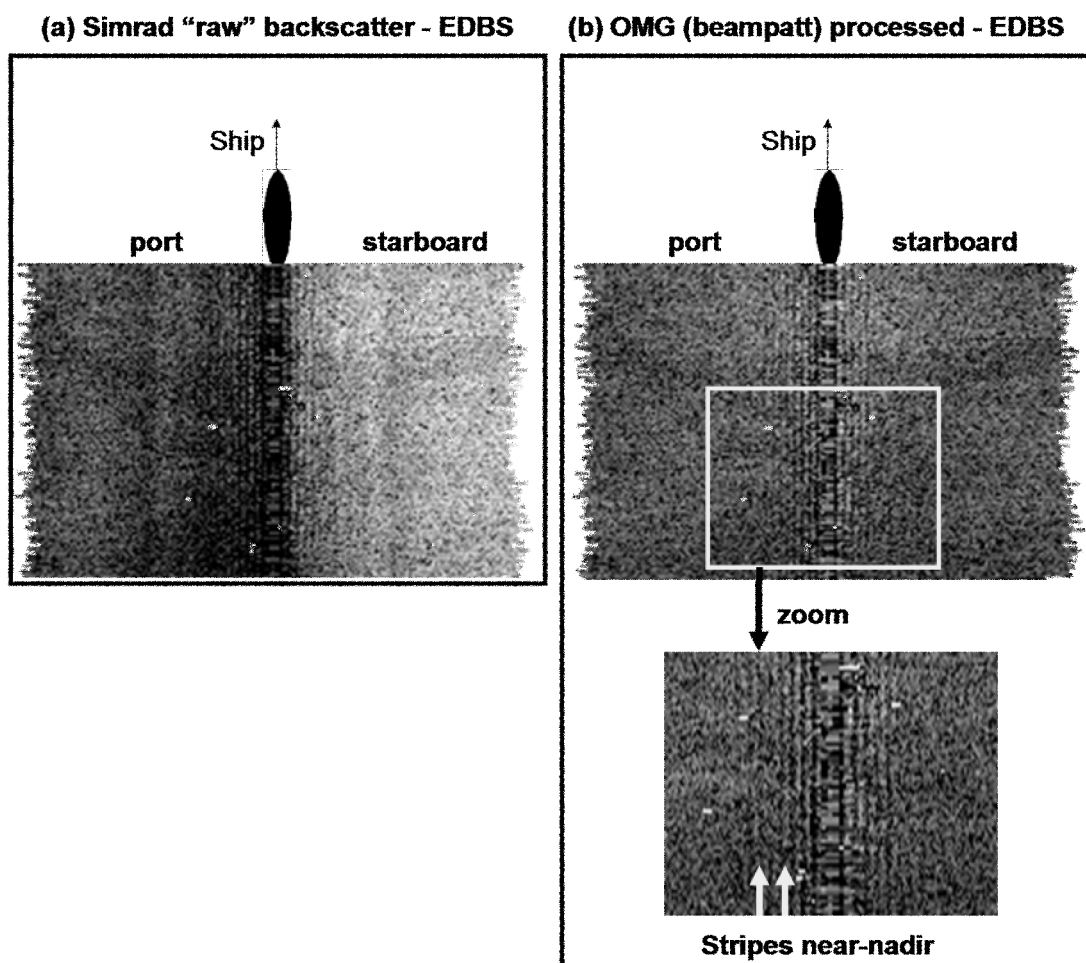 (a) Simrad “raw” backscatter - EDBS
(b) OMG (beampatt) processed - EDBS
Ship
port
starboard
Ship
port
starboard
zoom
Stripes near-nadir